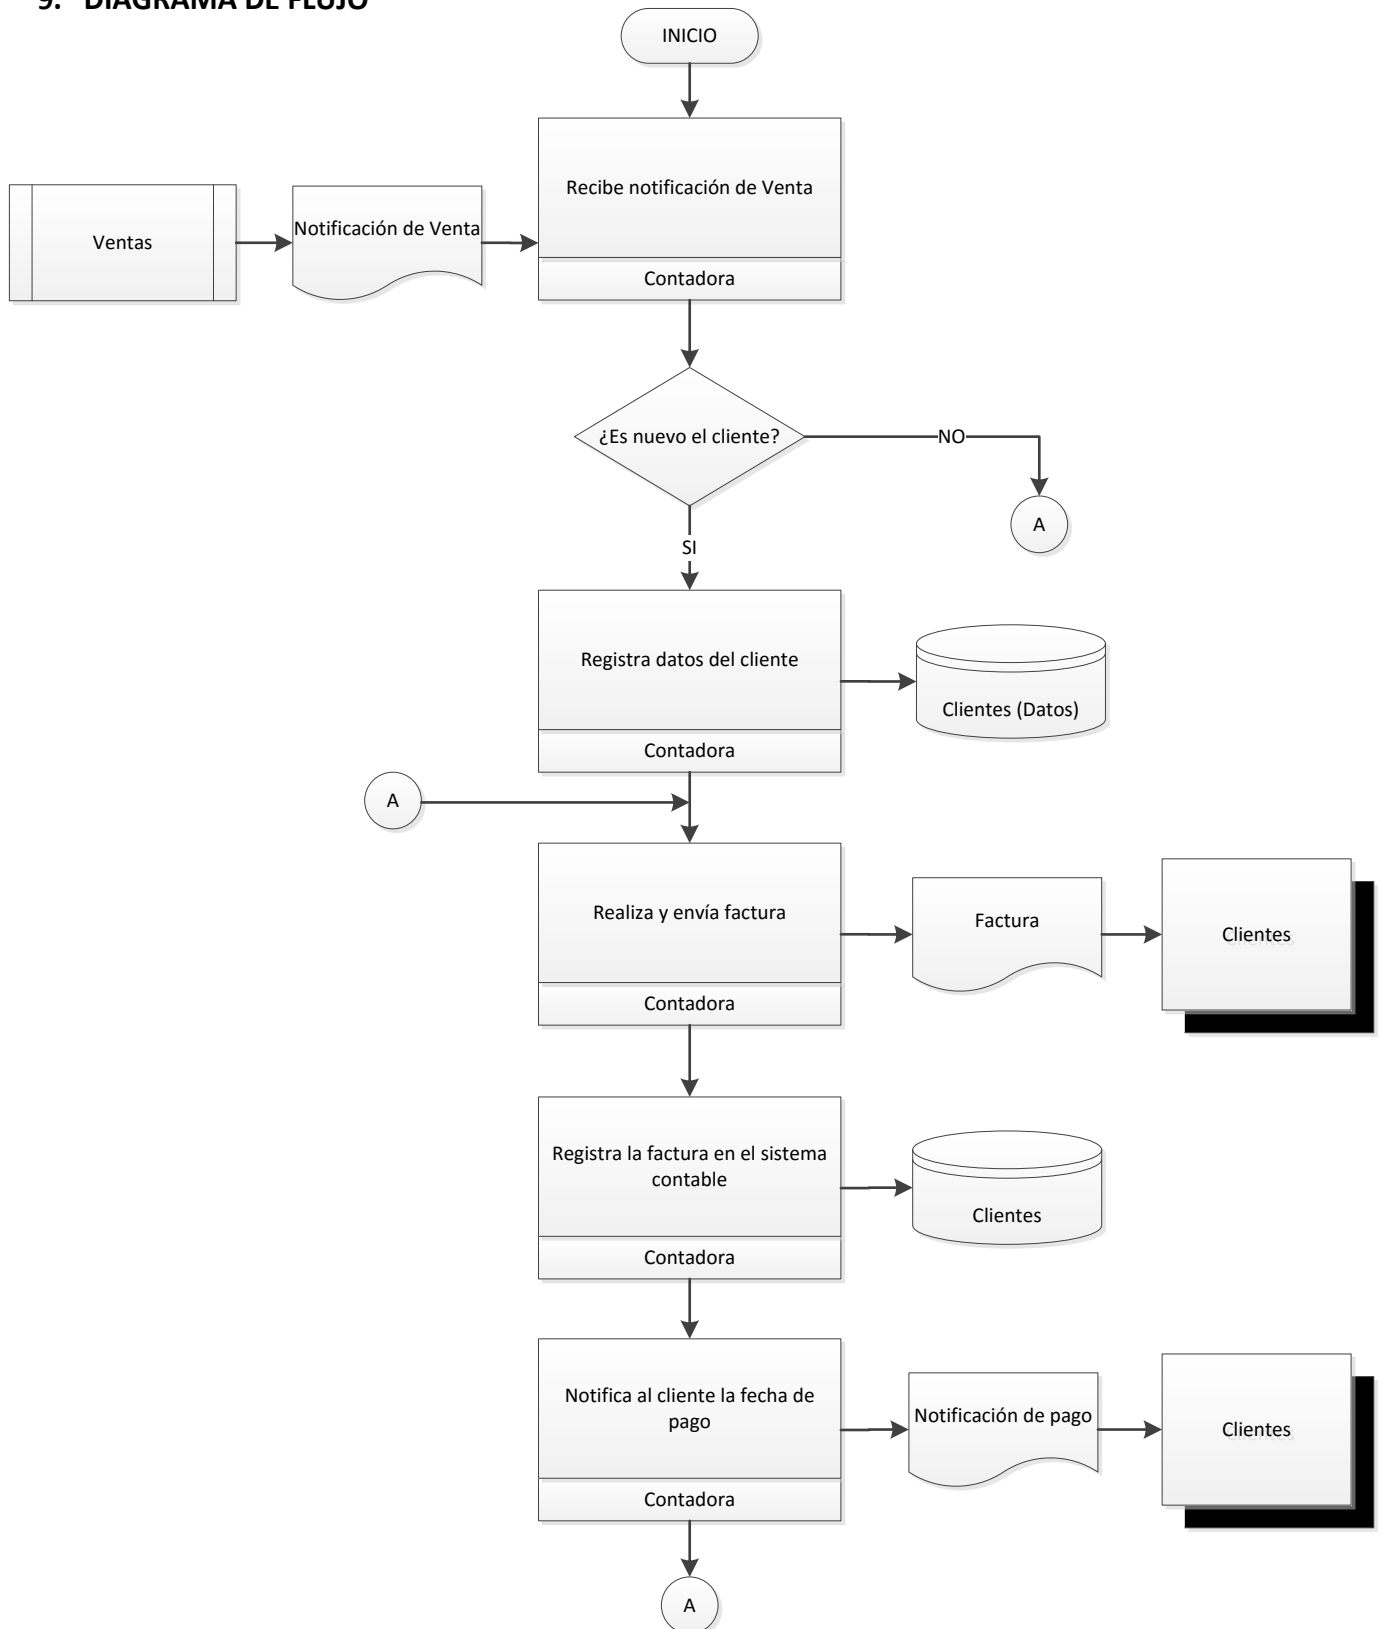 9. DIAGRAMA DE FLUJO
INICIO
Recibe notificación de Venta
Ventas
Notificación de Venta
Contadora
¿Es nuevo el cliente?
NO
A
SI
Registra datos del cliente
Clientes (Datos)
Contadora
A
Realiza y envía factura
Factura
Clientes
Contadora
Registra la factura en el sistema
contable
Clientes
Contadora
Notifica al cliente la fecha de
pago
Notificación de pago
Clientes
Contadora
A